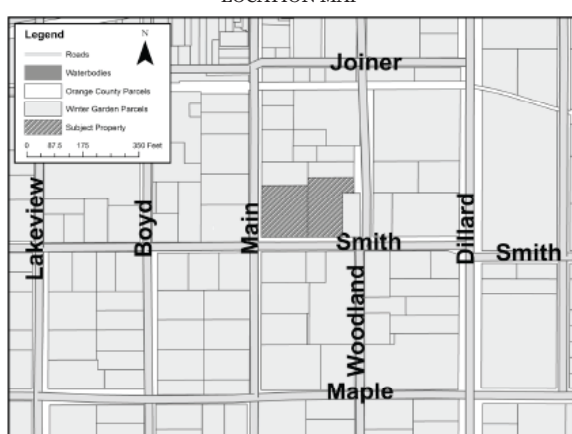 LOCATION MAP
Legend
N
Roads
Waterbodies
Orange County Parcels
Winter Garden Parcels
Subject Property
0 87.5 175 350 Feet
Joiner
Lakeview
Boyd
Main
Smith
Dillard
Smith
Woodland
Maple